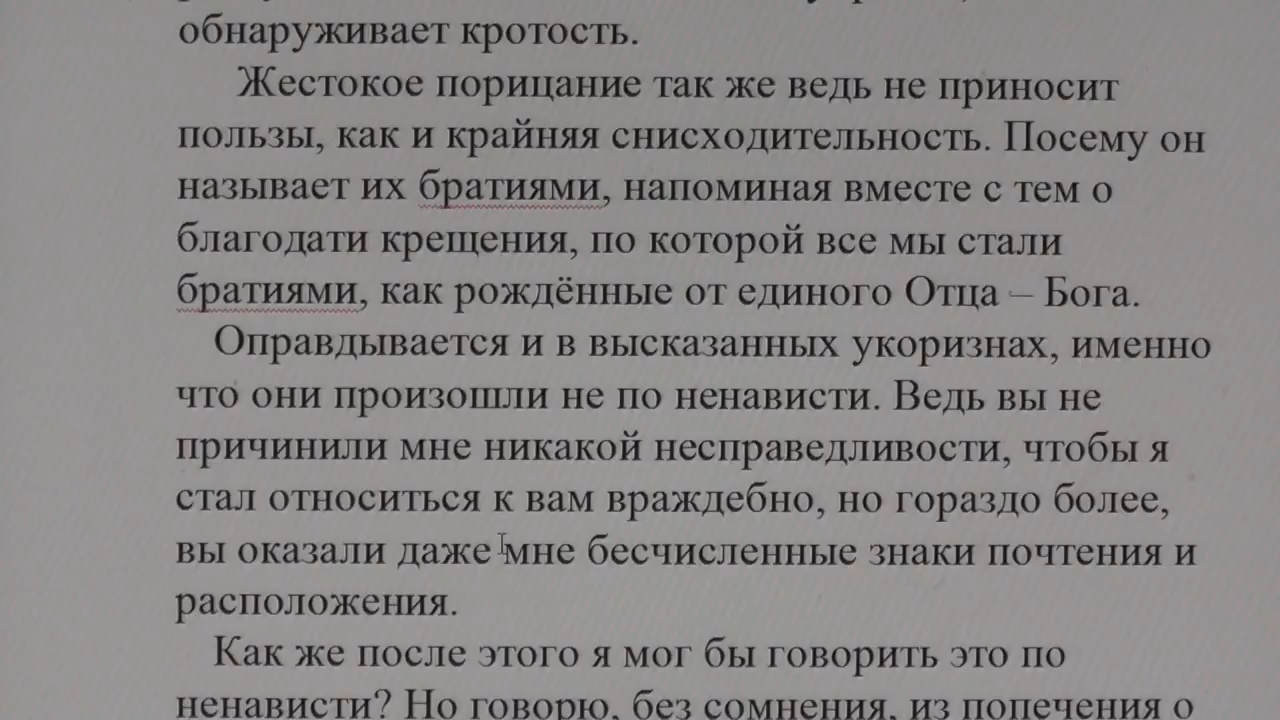 обнаруживает кротость.
Жестокое порицание так же ведь не приносит
пользы, как и крайняя снисходительность. Посему он
называет их братиями, напоминая вместе с тем о
благодати крещения, по которой все мы стали
братиями, как рождённые от единого Отца – Бога.
Оправдывается и в высказанных укоризнах, именно
что они произошли не по ненависти. Ведь вы не
причинили мне никакой несправедливости, чтобы я
стал относиться к вам враждебно, но гораздо более,
вы оказали даже мне бесчисленные знаки почтения и
расположения.
Как же после этого я мог бы говорить это по
ненависти? Но говорю, без сомнения, из попечения о